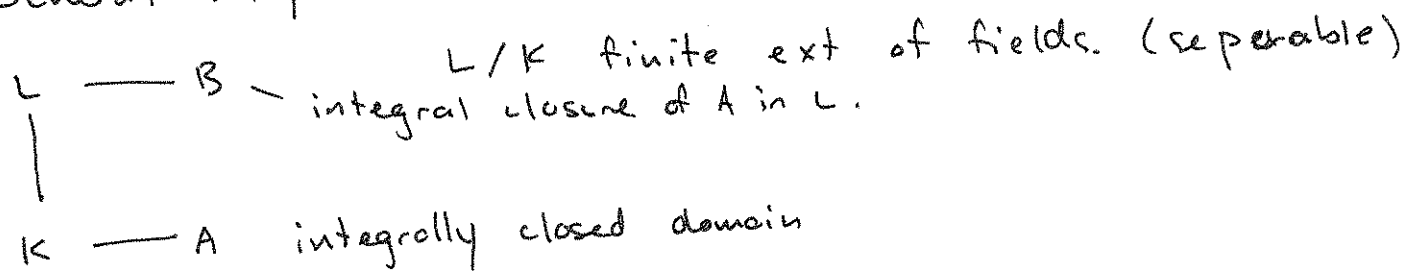 L/K finite ext of fields. (seperable)
L — B — integral closure of A in L.
K — A integrally closed domain